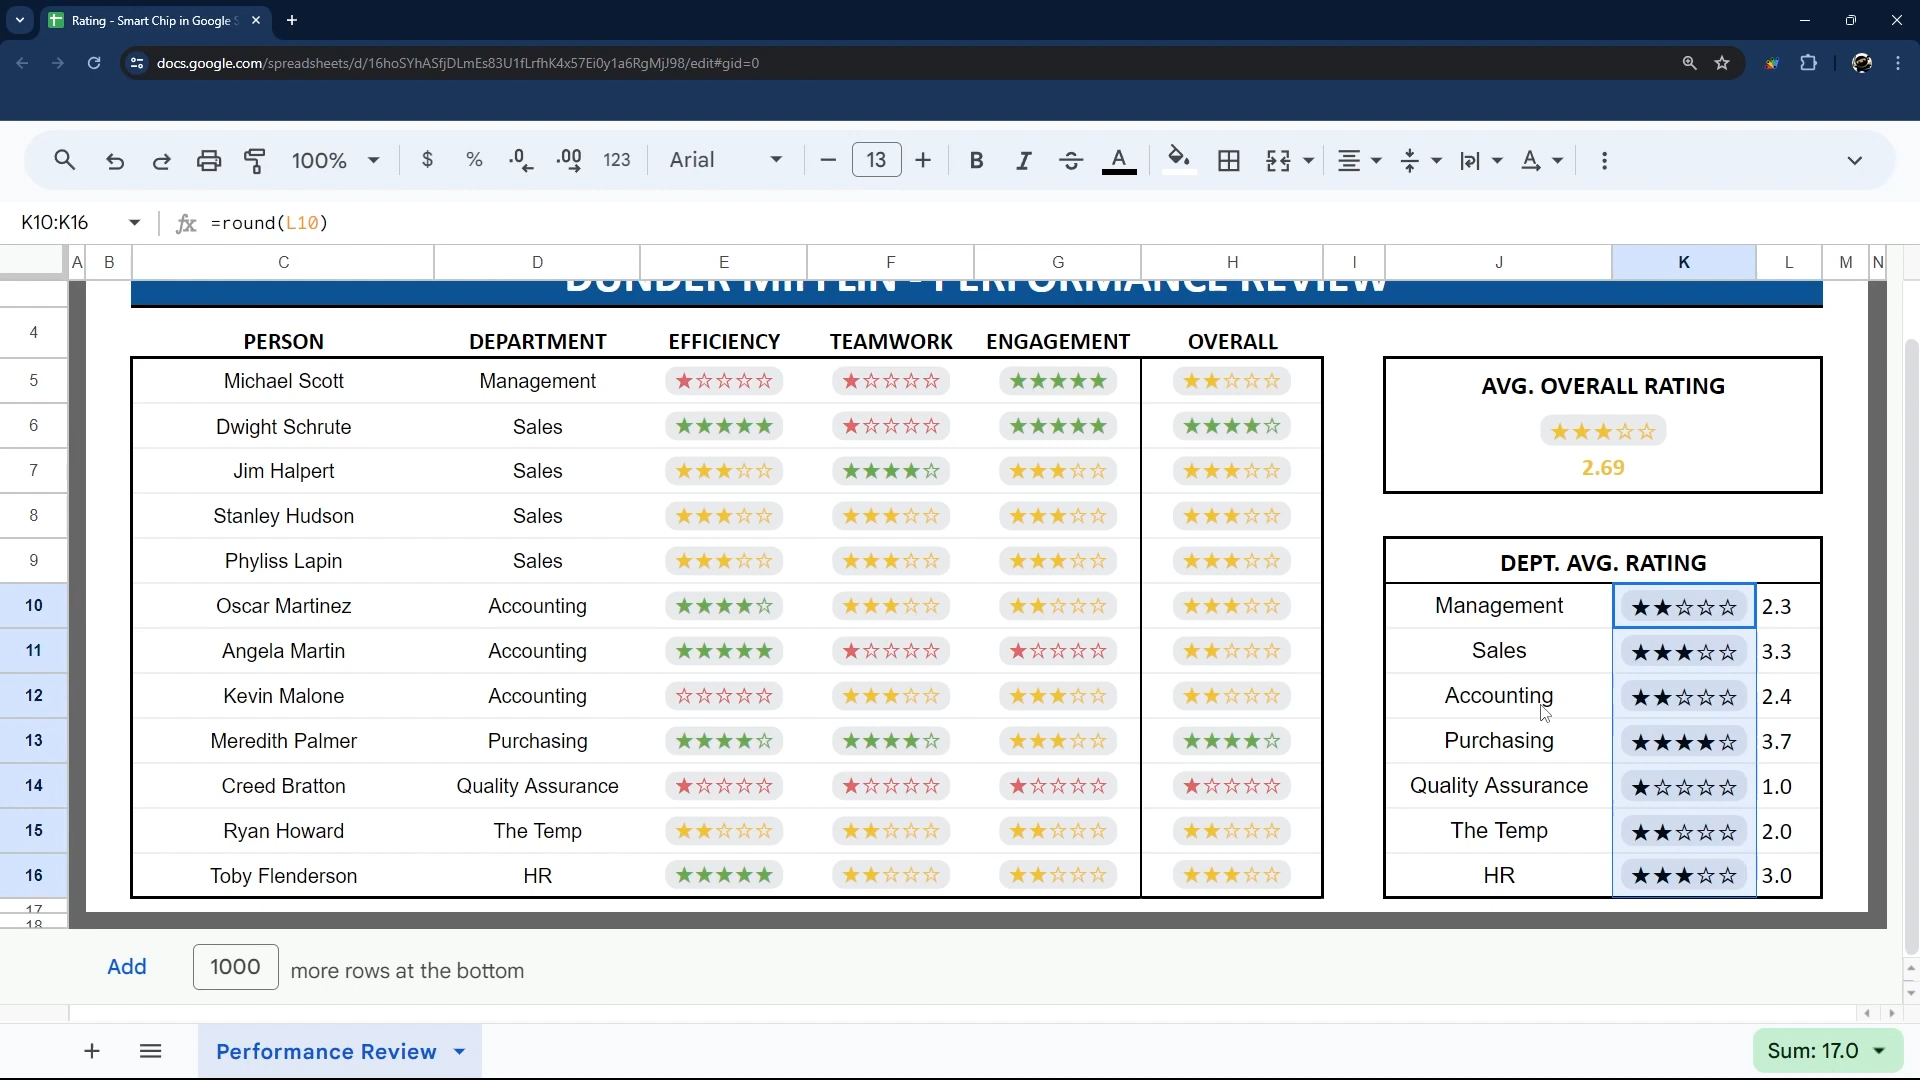 Rating - Smart Chip in Google S
docs.google.com/spreadsheets/d/16hoSYhASfjDLmEs83U1fLrfhK4x57Ei0y1a6RgMjJ98/edit#gid=0
100% $ % .0 .00 123 Arial 13 B I A A
K10:K16 fx =round(L10)
A B C D E F G H I J K L M N
DUNDER MIFFLIN - PERFORMANCE REVIEW
4 PERSON DEPARTMENT EFFICIENCY TEAMWORK ENGAGEMENT OVERALL
5 Michael Scott Management ★☆☆☆☆ ★☆☆☆☆ ★★★★★ ★★☆☆☆ AVG. OVERALL RATING
6 Dwight Schrute Sales ★★★★★ ★☆☆☆☆ ★★★★★ ★★★★☆ ★★★☆☆
7 Jim Halpert Sales ★★★☆☆ ★★★★☆ ★★★☆☆ ★★★☆☆ 2.69
8 Stanley Hudson Sales ★★★☆☆ ★★★☆☆ ★★★☆☆ ★★★☆☆
9 Phyliss Lapin Sales ★★★☆☆ ★★★☆☆ ★★★☆☆ ★★★☆☆ DEPT. AVG. RATING
10 Oscar Martinez Accounting ★★★★☆ ★★★☆☆ ★★☆☆☆ ★★★☆☆ Management ★★☆☆☆ 2.3
11 Angela Martin Accounting ★★★★★ ★☆☆☆☆ ★☆☆☆☆ ★★☆☆☆ Sales ★★★☆☆ 3.3
12 Kevin Malone Accounting ☆☆☆☆☆ ★★★☆☆ ★★★☆☆ ★★☆☆☆ Accounting ★★☆☆☆ 2.4
13 Meredith Palmer Purchasing ★★★★☆ ★★★★☆ ★★★☆☆ ★★★★☆ Purchasing ★★★★☆ 3.7
14 Creed Bratton Quality Assurance ★☆☆☆☆ ★☆☆☆☆ ★☆☆☆☆ ★☆☆☆☆ Quality Assurance ★☆☆☆☆ 1.0
15 Ryan Howard The Temp ★★☆☆☆ ★★☆☆☆ ★★☆☆☆ ★★☆☆☆ The Temp ★★☆☆☆ 2.0
16 Toby Flenderson HR ★★★★★ ★★☆☆☆ ★★☆☆☆ ★★★☆☆ HR ★★★☆☆ 3.0
17
18
Add 1000 more rows at the bottom
Performance Review Sum: 17.0